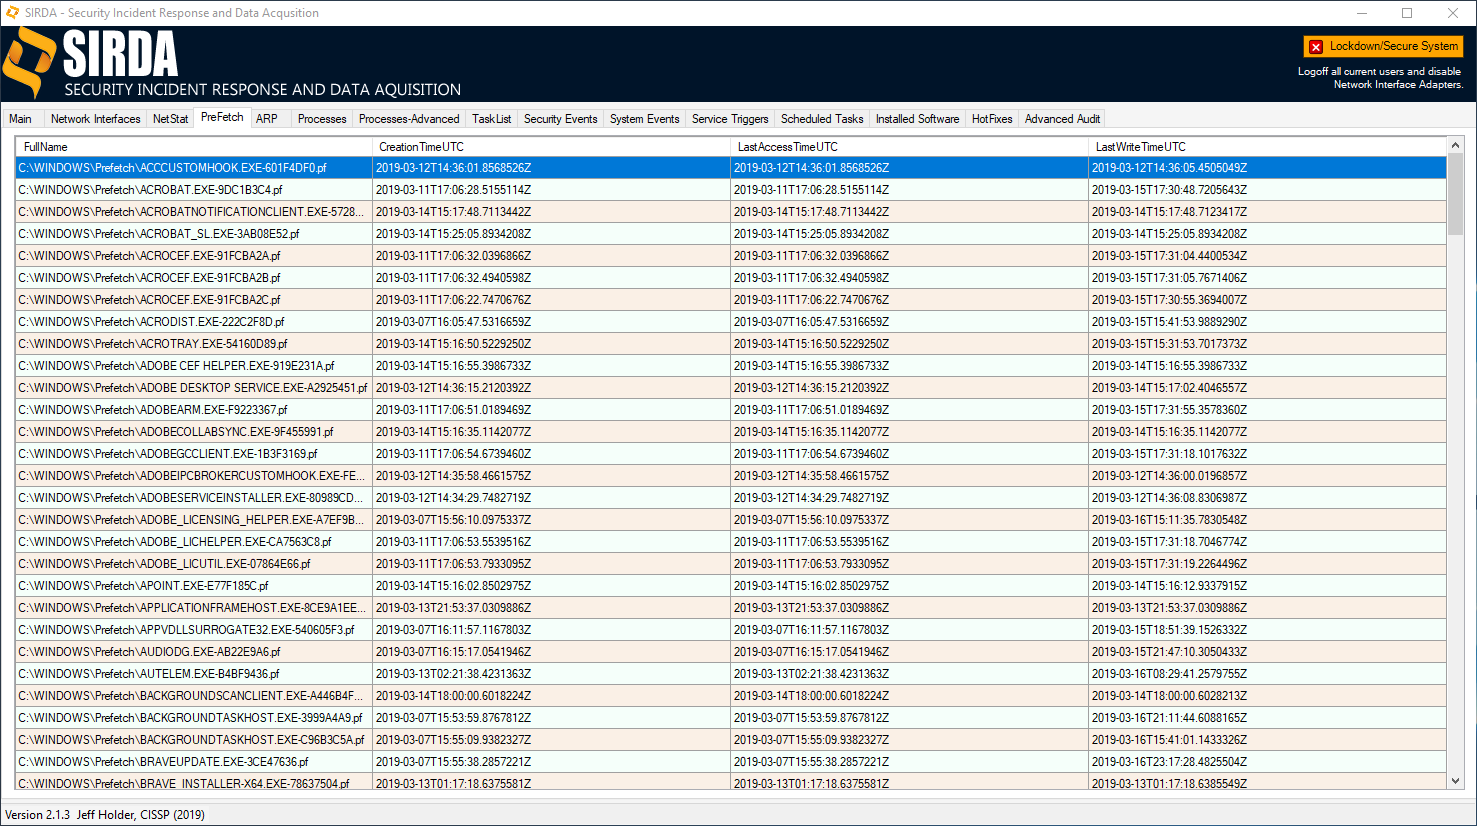 SIRDA - Security Incident Response and Data Acqusition
SIRDA
SECURITY INCIDENT RESPONSE AND DATA AQUISITION
Lockdown/Secure System
Logoff all current users and disable
Network Interface Adapters.
Main Network Interfaces NetStat PreFetch ARP Processes Processes-Advanced TaskList Security Events System Events Service Triggers Scheduled Tasks Installed Software HotFixes Advanced Audit
FullName CreationTimeUTC LastAccessTimeUTC LastWriteTimeUTC
C:\WINDOWS\Prefetch\ACCCUSTOMHOOK.EXE-601F4DF0.pf 2019-03-12T14:36:01.8568526Z 2019-03-12T14:36:01.8568526Z 2019-03-12T14:36:05.4505049Z
C:\WINDOWS\Prefetch\ACROBAT.EXE-9DC1B3C4.pf 2019-03-11T17:06:28.5155114Z 2019-03-11T17:06:28.5155114Z 2019-03-15T17:30:48.7205643Z
C:\WINDOWS\Prefetch\ACROBATNOTIFICATIONCLIENT.EXE-5728... 2019-03-14T15:17:48.7113442Z 2019-03-14T15:17:48.7113442Z 2019-03-14T15:17:48.7123417Z
C:\WINDOWS\Prefetch\ACROBAT_SL.EXE-3AB08E52.pf 2019-03-14T15:25:05.8934208Z 2019-03-14T15:25:05.8934208Z 2019-03-14T15:25:05.8934208Z
C:\WINDOWS\Prefetch\ACROCEF.EXE-91FCBA2A.pf 2019-03-11T17:06:32.0396866Z 2019-03-11T17:06:32.0396866Z 2019-03-15T17:31:04.4400534Z
C:\WINDOWS\Prefetch\ACROCEF.EXE-91FCBA2B.pf 2019-03-11T17:06:32.4940598Z 2019-03-11T17:06:32.4940598Z 2019-03-15T17:31:05.7671406Z
C:\WINDOWS\Prefetch\ACROCEF.EXE-91FCBA2C.pf 2019-03-11T17:06:22.7470676Z 2019-03-11T17:06:22.7470676Z 2019-03-15T17:30:55.3694007Z
C:\WINDOWS\Prefetch\ACRODIST.EXE-222C2F8D.pf 2019-03-07T16:05:47.5316659Z 2019-03-07T16:05:47.5316659Z 2019-03-15T15:41:53.9889290Z
C:\WINDOWS\Prefetch\ACROTRAY.EXE-54160D89.pf 2019-03-14T15:16:50.5229250Z 2019-03-14T15:16:50.5229250Z 2019-03-15T15:31:53.7017373Z
C:\WINDOWS\Prefetch\ADOBE CEF HELPER.EXE-919E231A.pf 2019-03-14T15:16:55.3986733Z 2019-03-14T15:16:55.3986733Z 2019-03-14T15:16:55.3986733Z
C:\WINDOWS\Prefetch\ADOBE DESKTOP SERVICE.EXE-A2925451.pf 2019-03-12T14:36:15.2120392Z 2019-03-12T14:36:15.2120392Z 2019-03-14T15:17:02.4046557Z
C:\WINDOWS\Prefetch\ADOBEARM.EXE-F9223367.pf 2019-03-11T17:06:51.0189469Z 2019-03-11T17:06:51.0189469Z 2019-03-15T17:31:55.3578360Z
C:\WINDOWS\Prefetch\ADOBECOLLABSYNC.EXE-9F455991.pf 2019-03-14T15:16:35.1142077Z 2019-03-14T15:16:35.1142077Z 2019-03-14T15:16:35.1142077Z
C:\WINDOWS\Prefetch\ADOBEGCCLIENT.EXE-1B3F3169.pf 2019-03-11T17:06:54.6739460Z 2019-03-11T17:06:54.6739460Z 2019-03-15T17:31:18.1017632Z
C:\WINDOWS\Prefetch\ADOBEIPCBROKERCUSTOMHOOK.EXE-FE... 2019-03-12T14:35:58.4661575Z 2019-03-12T14:35:58.4661575Z 2019-03-12T14:36:00.0196857Z
C:\WINDOWS\Prefetch\ADOBESERVICEINSTALLER.EXE-80989CD... 2019-03-12T14:34:29.7482719Z 2019-03-12T14:34:29.7482719Z 2019-03-12T14:36:08.8306987Z
C:\WINDOWS\Prefetch\ADOBE_LICENSING_HELPER.EXE-A7EF9B... 2019-03-07T15:56:10.0975337Z 2019-03-07T15:56:10.0975337Z 2019-03-16T15:11:35.7830548Z
C:\WINDOWS\Prefetch\ADOBE_LICHELPER.EXE-CA7563C8.pf 2019-03-11T17:06:53.5539516Z 2019-03-11T17:06:53.5539516Z 2019-03-15T17:31:18.7046774Z
C:\WINDOWS\Prefetch\ADOBE_LICUTIL.EXE-07864E66.pf 2019-03-11T17:06:53.7933095Z 2019-03-11T17:06:53.7933095Z 2019-03-15T17:31:19.2264496Z
C:\WINDOWS\Prefetch\APOINT.EXE-E77F185C.pf 2019-03-14T15:16:02.8502975Z 2019-03-14T15:16:02.8502975Z 2019-03-14T15:16:12.9337915Z
C:\WINDOWS\Prefetch\APPLICATIONFRAMEHOST.EXE-8CE9A1EE... 2019-03-13T21:53:37.0309886Z 2019-03-13T21:53:37.0309886Z 2019-03-13T21:53:37.0309886Z
C:\WINDOWS\Prefetch\APPVDLLSURROGATE32.EXE-540605F3.pf 2019-03-07T16:11:57.1167803Z 2019-03-07T16:11:57.1167803Z 2019-03-15T18:51:39.1526332Z
C:\WINDOWS\Prefetch\AUDIODG.EXE-AB22E9A6.pf 2019-03-07T16:15:17.0541946Z 2019-03-07T16:15:17.0541946Z 2019-03-15T21:47:10.3050433Z
C:\WINDOWS\Prefetch\AUTELEM.EXE-B4BF9436.pf 2019-03-13T02:21:38.4231363Z 2019-03-13T02:21:38.4231363Z 2019-03-16T08:29:41.2579755Z
C:\WINDOWS\Prefetch\BACKGROUNDSCANCLIENT.EXE-A446B4F... 2019-03-14T18:00:00.6018224Z 2019-03-14T18:00:00.6018224Z 2019-03-14T18:00:00.6028213Z
C:\WINDOWS\Prefetch\BACKGROUNDTASKHOST.EXE-3999A4A9.pf 2019-03-07T15:53:59.8767812Z 2019-03-07T15:53:59.8767812Z 2019-03-16T21:11:44.6088165Z
C:\WINDOWS\Prefetch\BACKGROUNDTASKHOST.EXE-C96B3C5A.pf 2019-03-07T15:55:09.9382327Z 2019-03-07T15:55:09.9382327Z 2019-03-16T15:41:01.1433326Z
C:\WINDOWS\Prefetch\BRAVEUPDATE.EXE-3CE47636.pf 2019-03-07T15:55:38.2857221Z 2019-03-07T15:55:38.2857221Z 2019-03-16T23:17:28.4825504Z
C:\WINDOWS\Prefetch\BRAVE_INSTALLER-X64.EXE-78637504.pf 2019-03-13T01:17:18.6375581Z 2019-03-13T01:17:18.6375581Z 2019-03-13T01:17:18.6385549Z
Version 2.1.3 Jeff Holder, CISSP (2019)